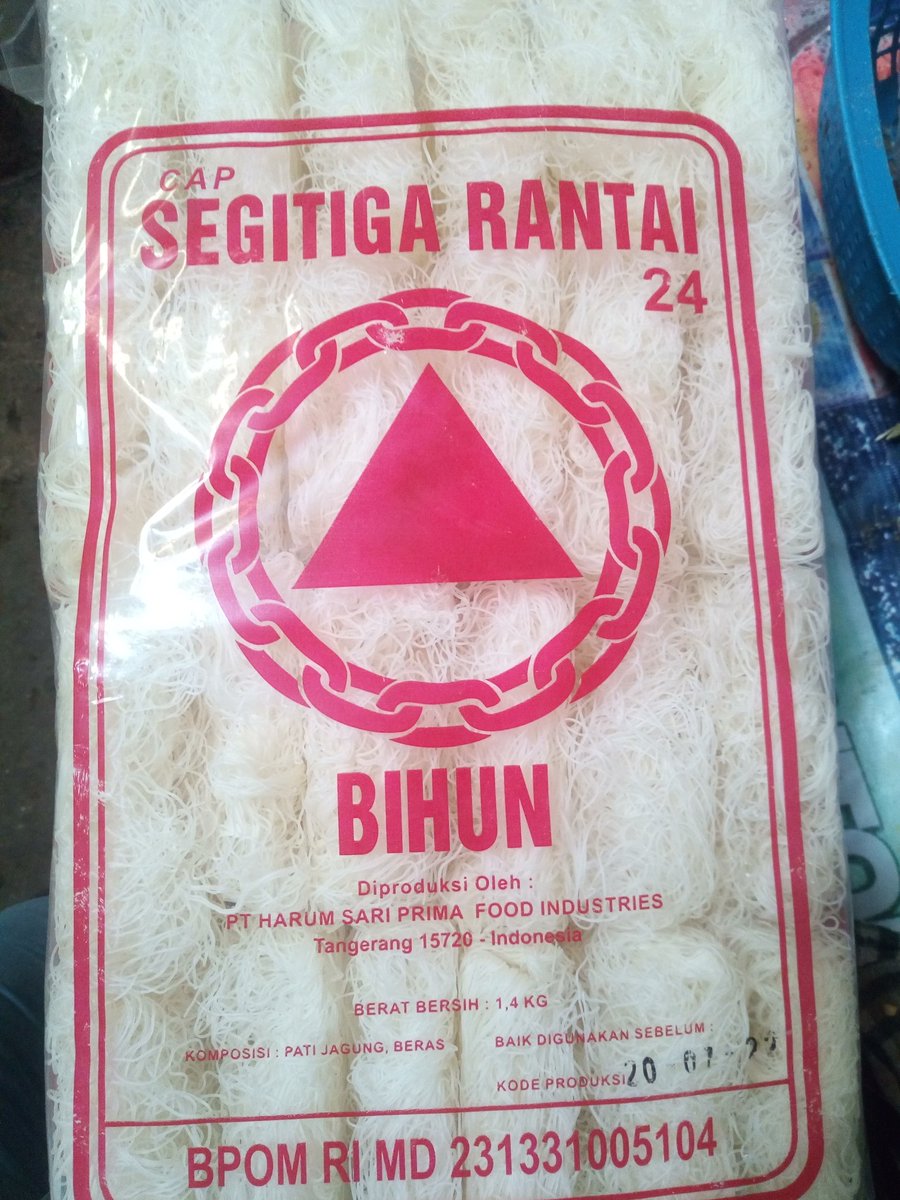 CAP
SEGITIGA RANTAI
24
BIHUN
Diproduksi Oleh :
PT HARUM SARI PRIMA FOOD INDUSTRIES
Tangerang 15720 - Indonesia
BERAT BERSIH : 1,4 KG
KOMPOSISI : PATI JAGUNG, BERAS
BAIK DIGUNAKAN SEBELUM :
KODE PRODUKSI
BPOM RI MD 231331005104